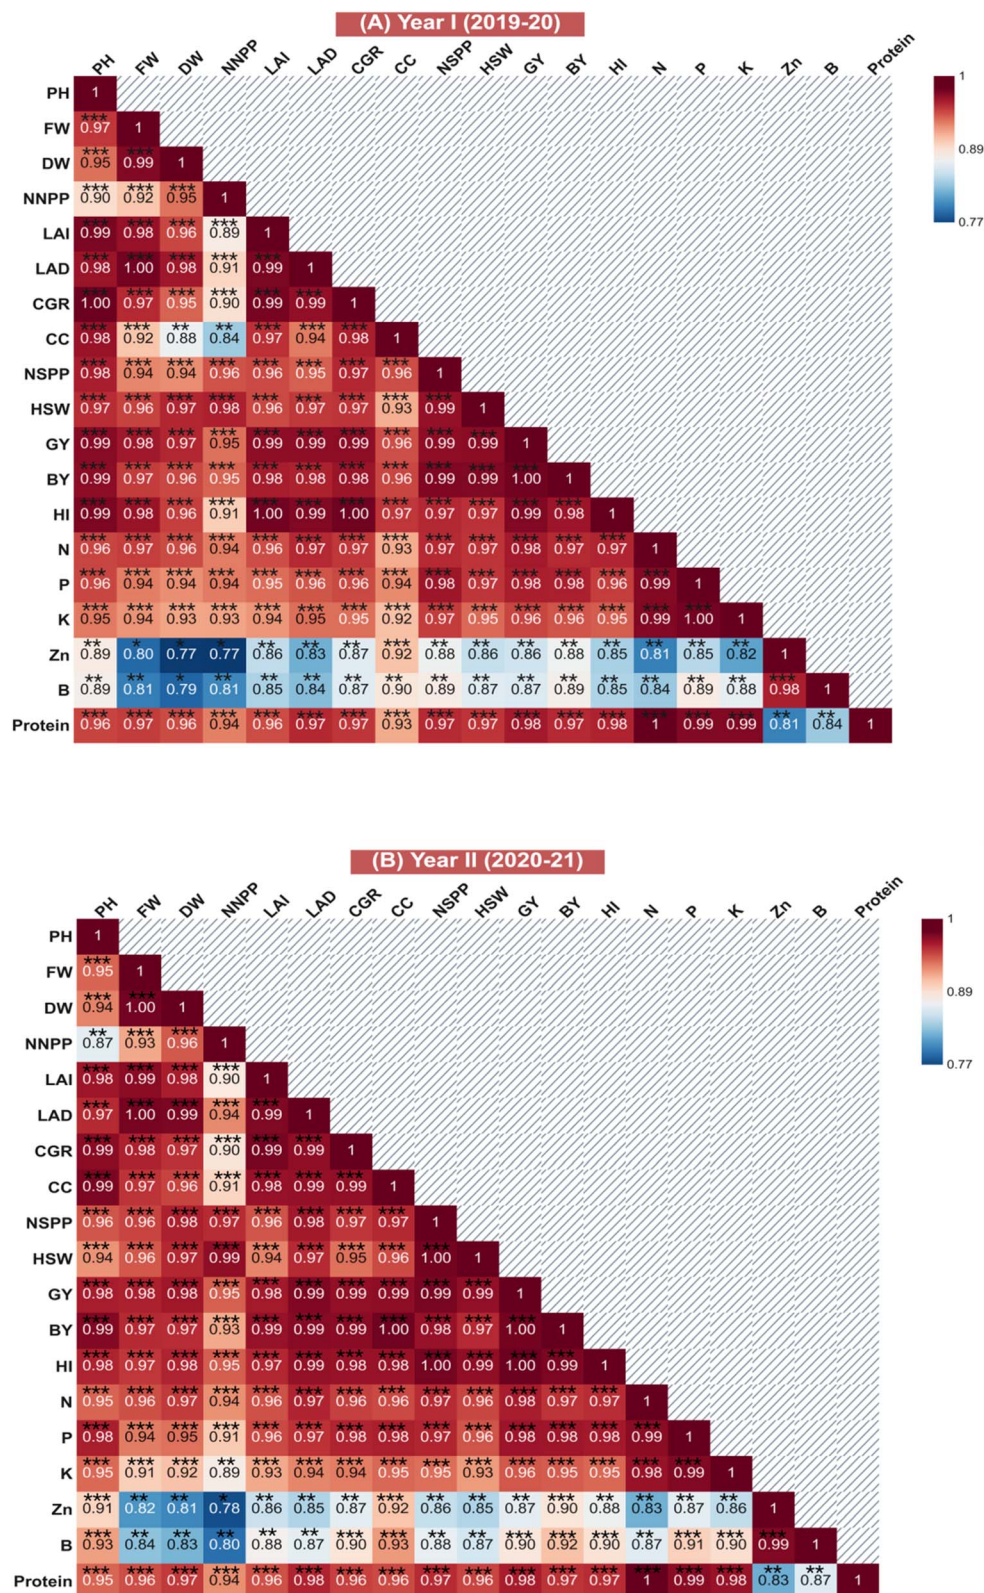 (A) Year I (2019-20)
PH FW DW NNPP LAI LAD CGR CC NSPP HSW GY BY HI N P K Zn B Protein
PH 1
***
FW 0.97 1
*** ***
DW 0.95 0.99 1
*** *** ***
NNPP 0.90 0.92 0.95 1
*** *** *** ***
LAI 0.99 0.98 0.96 0.89 1
*** *** *** *** ***
LAD 0.98 1.00 0.98 0.91 0.99 1
*** *** *** *** *** ***
CGR 1.00 0.97 0.95 0.90 0.99 0.99 1
*** *** ** ** *** *** ***
CC 0.98 0.92 0.88 0.84 0.97 0.94 0.98 1
*** *** *** *** *** *** *** ***
NSPP 0.98 0.94 0.94 0.96 0.96 0.95 0.97 0.96 1
*** *** *** *** *** *** *** *** ***
HSW 0.97 0.96 0.97 0.98 0.96 0.97 0.97 0.93 0.99 1
*** *** *** *** *** *** *** *** *** ***
GY 0.99 0.98 0.97 0.95 0.99 0.99 0.99 0.96 0.99 0.99 1
*** *** *** *** *** *** *** *** *** *** ***
BY 0.99 0.97 0.96 0.95 0.98 0.98 0.98 0.96 0.99 0.99 1.00 1
*** *** *** *** *** *** *** *** *** *** *** ***
HI 0.99 0.98 0.96 0.91 1.00 0.99 1.00 0.97 0.97 0.97 0.99 0.98 1
*** *** *** *** *** *** *** *** *** *** *** *** ***
N 0.96 0.97 0.96 0.94 0.96 0.97 0.97 0.93 0.97 0.97 0.98 0.97 0.97 1
*** *** *** *** *** *** *** *** *** *** *** *** *** ***
P 0.96 0.94 0.94 0.94 0.95 0.96 0.96 0.94 0.98 0.97 0.98 0.98 0.96 0.99 1
*** *** *** *** *** *** *** *** *** *** *** *** *** *** ***
K 0.95 0.94 0.93 0.93 0.94 0.95 0.95 0.92 0.97 0.95 0.96 0.96 0.95 0.99 1.00 1
** * * * ** ** ** *** ** ** ** ** ** ** ** **
Zn 0.89 0.80 0.77 0.77 0.86 0.83 0.87 0.92 0.88 0.86 0.86 0.88 0.85 0.81 0.85 0.82 1
** ** * ** ** ** ** ** ** ** ** ** ** ** *** ** ***
B 0.89 0.81 0.79 0.81 0.85 0.84 0.87 0.90 0.89 0.87 0.87 0.89 0.85 0.84 0.89 0.88 0.98 1
*** *** *** *** *** *** *** *** *** *** *** *** *** *** *** *** ** **
Protein 0.96 0.97 0.96 0.94 0.96 0.97 0.97 0.93 0.97 0.97 0.98 0.97 0.98 1 0.99 0.99 0.81 0.84 1
1
0.89
0.77
(B) Year II (2020-21)
PH FW DW NNPP LAI LAD CGR CC NSPP HSW GY BY HI N P K Zn B Protein
PH 1
***
FW 0.95 1
*** ***
DW 0.94 1.00 1
** *** ***
NNPP 0.87 0.93 0.96 1
*** *** *** ***
LAI 0.98 0.99 0.98 0.90 1
*** *** *** *** ***
LAD 0.97 1.00 0.99 0.94 0.99 1
*** *** *** *** *** ***
CGR 0.99 0.98 0.97 0.90 0.99 0.99 1
*** *** *** *** *** *** ***
CC 0.99 0.97 0.96 0.91 0.98 0.99 0.99 1
*** *** *** *** *** *** *** ***
NSPP 0.96 0.96 0.98 0.97 0.96 0.98 0.97 0.97 1
*** *** *** *** *** *** *** *** ***
HSW 0.94 0.96 0.97 0.99 0.94 0.97 0.95 0.96 1.00 1
*** *** *** *** *** *** *** *** *** ***
GY 0.98 0.98 0.98 0.95 0.98 0.99 0.99 0.99 0.99 0.99 1
*** *** *** *** *** *** *** *** *** *** ***
BY 0.99 0.97 0.97 0.93 0.99 0.99 0.99 1.00 0.98 0.97 1.00 1
*** *** *** *** *** *** *** *** *** *** *** ***
HI 0.98 0.97 0.98 0.95 0.97 0.99 0.98 0.98 1.00 0.99 1.00 0.99 1
*** *** *** *** *** *** *** *** *** *** *** *** ***
N 0.95 0.96 0.97 0.94 0.96 0.97 0.96 0.96 0.97 0.96 0.98 0.97 0.97 1
*** *** *** *** *** *** *** *** *** *** *** *** *** ***
P 0.98 0.94 0.95 0.91 0.96 0.97 0.98 0.98 0.97 0.96 0.98 0.98 0.98 0.99 1
*** *** *** ** *** *** *** *** *** *** *** *** *** *** ***
K 0.95 0.91 0.92 0.89 0.93 0.94 0.94 0.95 0.95 0.93 0.96 0.95 0.95 0.98 0.99 1
*** ** ** * ** ** ** *** ** ** ** *** ** ** ** **
Zn 0.91 0.82 0.81 0.78 0.86 0.85 0.87 0.92 0.86 0.85 0.87 0.90 0.88 0.83 0.87 0.86 1
*** ** ** ** ** ** *** *** ** ** *** *** *** ** *** *** ***
B 0.93 0.84 0.83 0.80 0.88 0.87 0.90 0.93 0.88 0.87 0.90 0.92 0.90 0.87 0.91 0.90 0.99 1
*** *** *** *** *** *** *** *** *** *** *** *** *** *** *** *** ** **
Protein 0.95 0.96 0.97 0.94 0.96 0.98 0.96 0.96 0.97 0.96 0.98 0.97 0.97 1 0.99 0.98 0.83 0.87 1
1
0.89
0.77